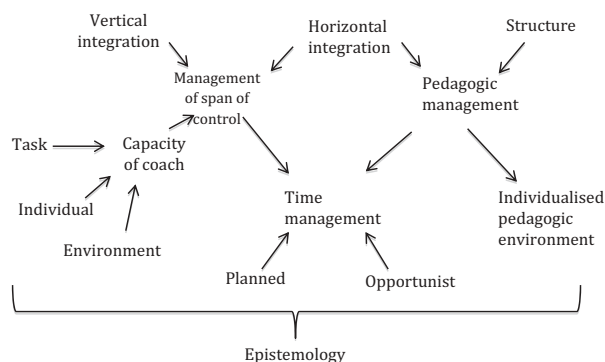 Vertical
integration
Horizontal
integration
Structure
Management
of span of
control
Pedagogic
management
Task
Capacity
of coach
Individual
Environment
Time
management
Individualised
pedagogic
environment
Planned
Opportunist
Epistemology